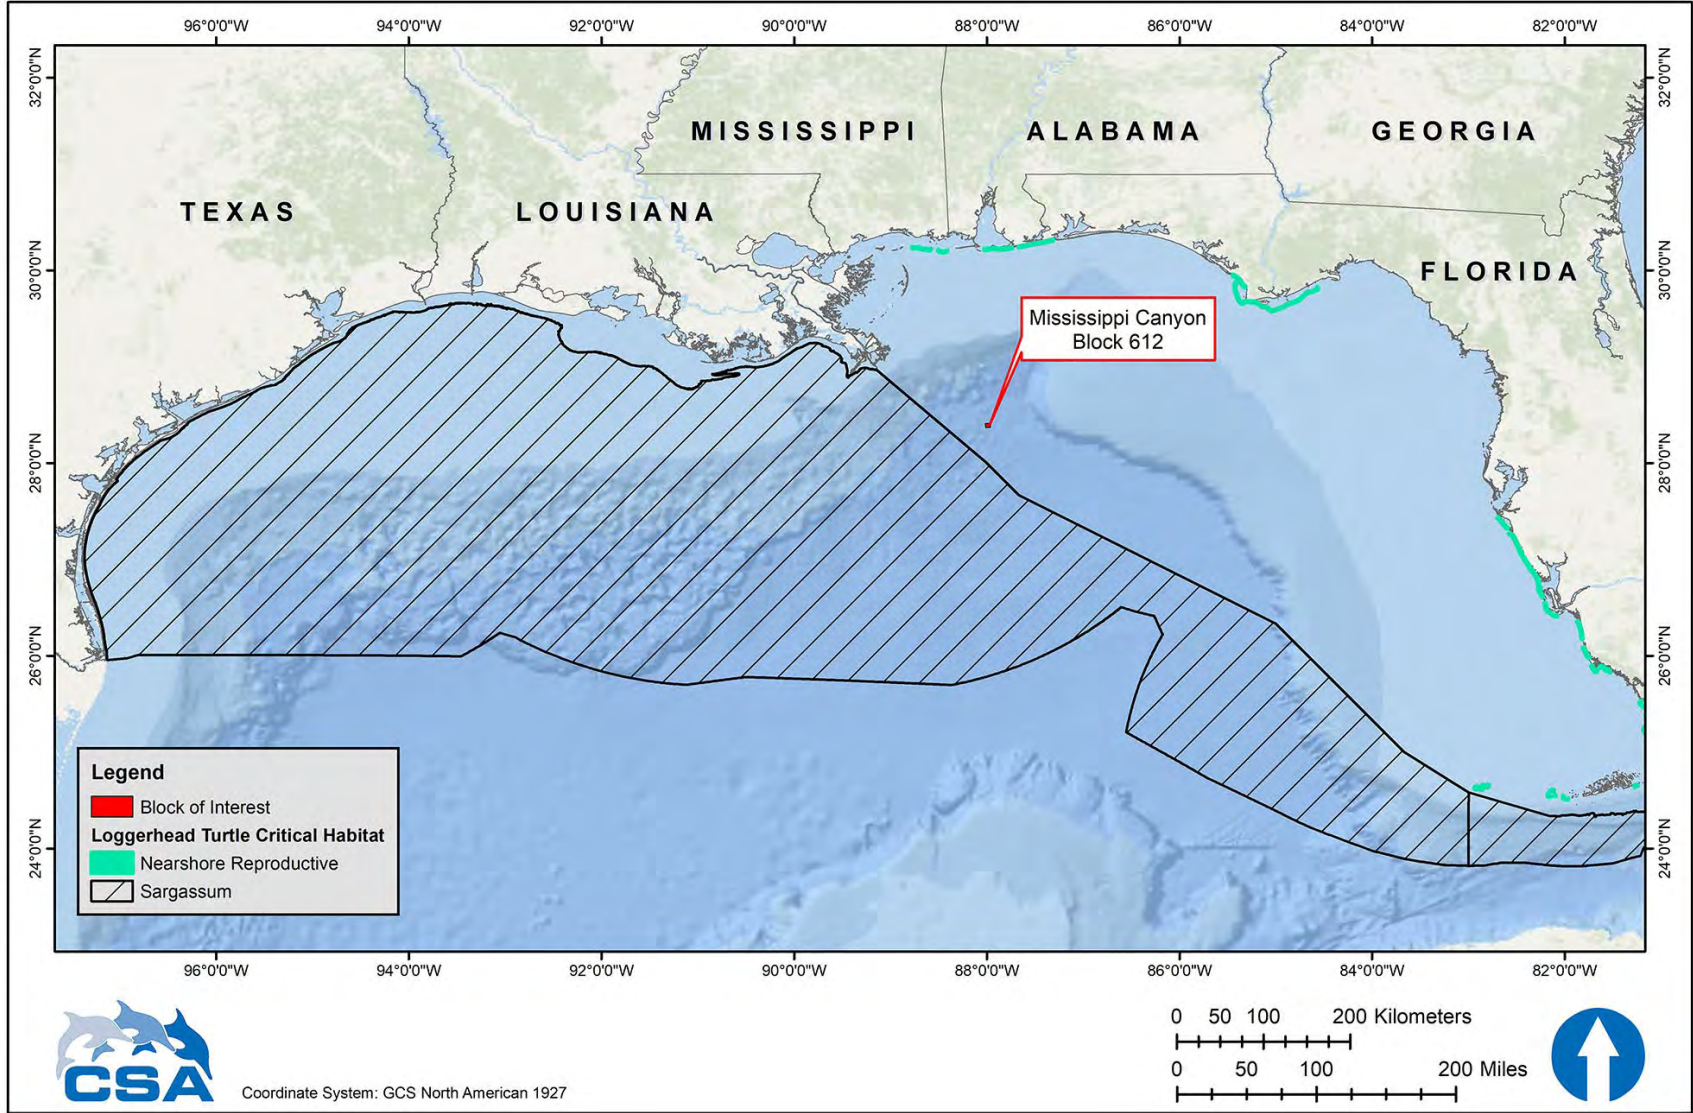 96°0'0"W 94°0'0"W 92°0'0"W 90°0'0"W 88°0'0"W 86°0'0"W 84°0'0"W 82°0'0"W
32°0'0"N 32°0'0"N
MISSISSIPPI ALABAMA GEORGIA
TEXAS LOUISIANA
30°0'0"N FLORIDA 30°0'0"N
Mississippi Canyon
Block 612
28°0'0"N 28°0'0"N
26°0'0"N 26°0'0"N
Legend
Block of Interest
Loggerhead Turtle Critical Habitat
Nearshore Reproductive
Sargassum
24°0'0"N 24°0'0"N
96°0'0"W 94°0'0"W 92°0'0"W 90°0'0"W 88°0'0"W 86°0'0"W 84°0'0"W 82°0'0"W
0 50 100 200 Kilometers
0 50 100 200 Miles
CSA
Coordinate System: GCS North American 1927